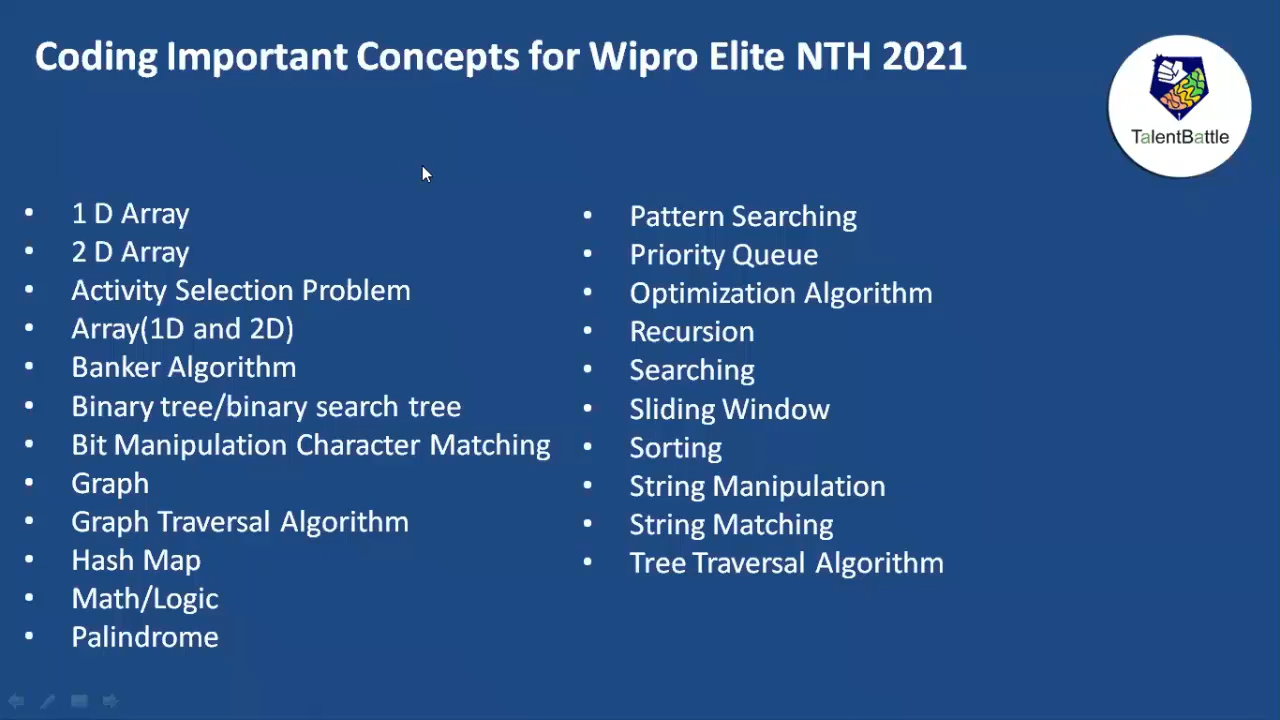 Coding Important Concepts for Wipro Elite NTH 2021
TalentBattle
• 1 D Array
• 2 D Array
• Activity Selection Problem
• Array(1D and 2D)
• Banker Algorithm
• Binary tree/binary search tree
• Bit Manipulation Character Matching
• Graph
• Graph Traversal Algorithm
• Hash Map
• Math/Logic
• Palindrome
• Pattern Searching
• Priority Queue
• Optimization Algorithm
• Recursion
• Searching
• Sliding Window
• Sorting
• String Manipulation
• String Matching
• Tree Traversal Algorithm